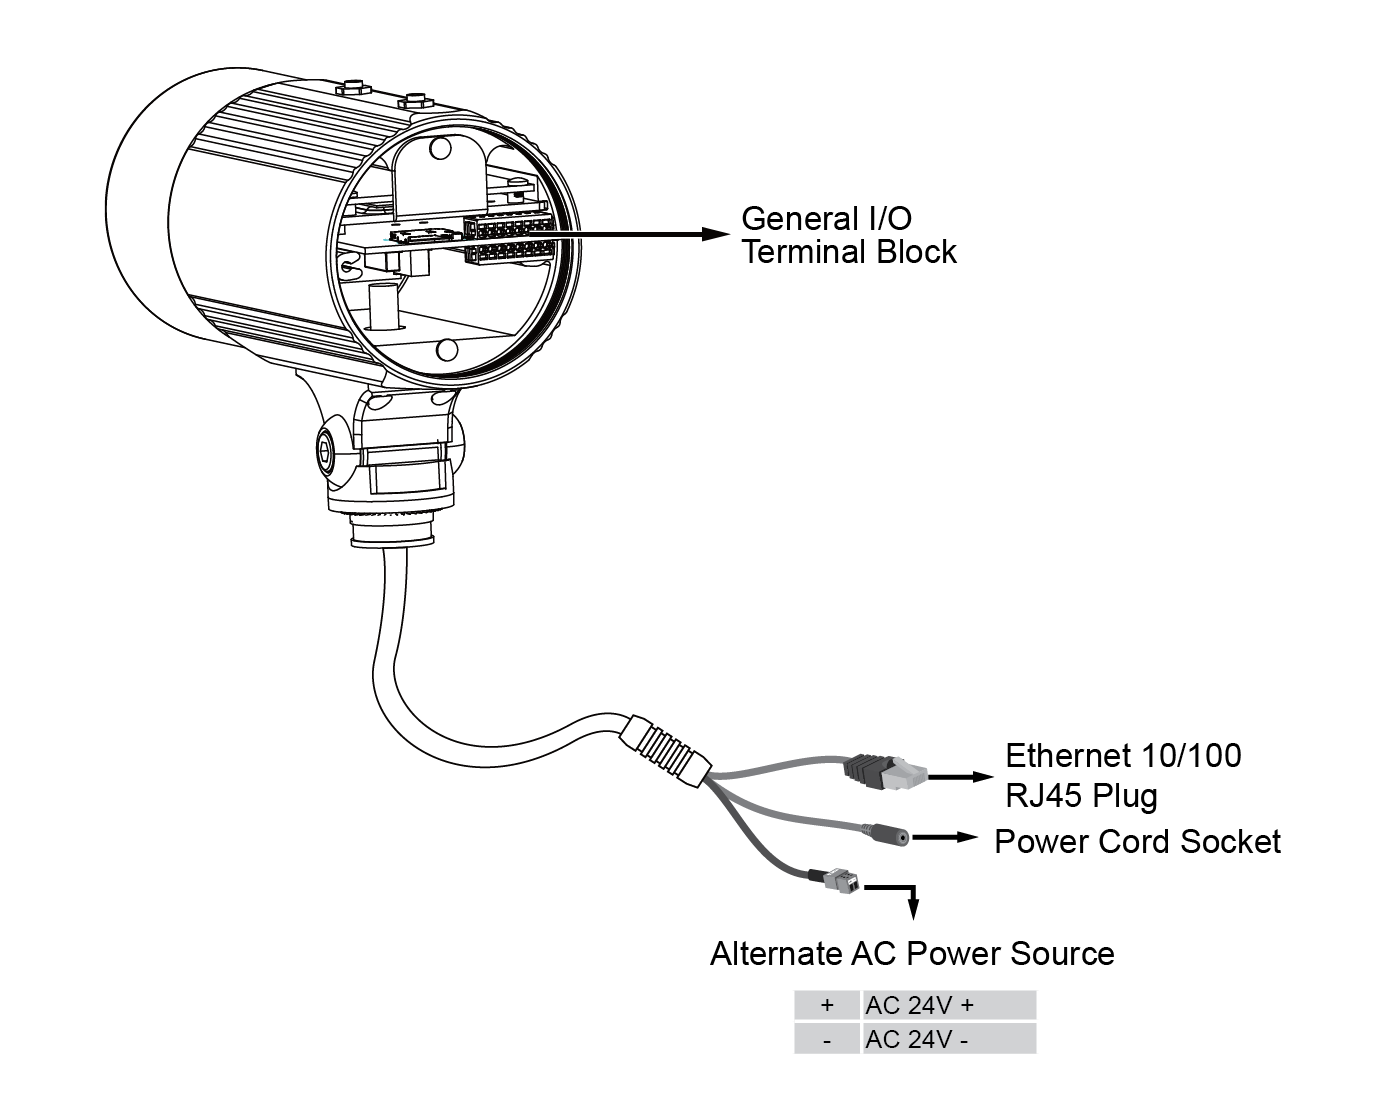 General I/O
Terminal Block
Ethernet 10/100
RJ45 Plug
Power Cord Socket
Alternate AC Power Source
+ AC 24V +
- AC 24V -